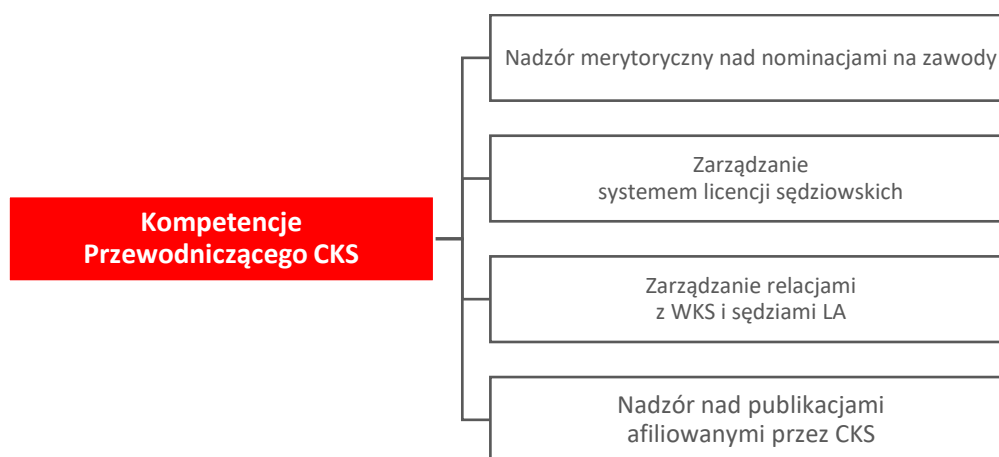 Kompetencje
Przewodniczącego CKS
Nadzór merytoryczny nad nominacjami na zawody
Zarządzanie
systemem licencji sędziowskich
Zarządzanie relacjami
z WKS i sędziami LA
Nadzór nad publikacjami
afiliowanymi przez CKS